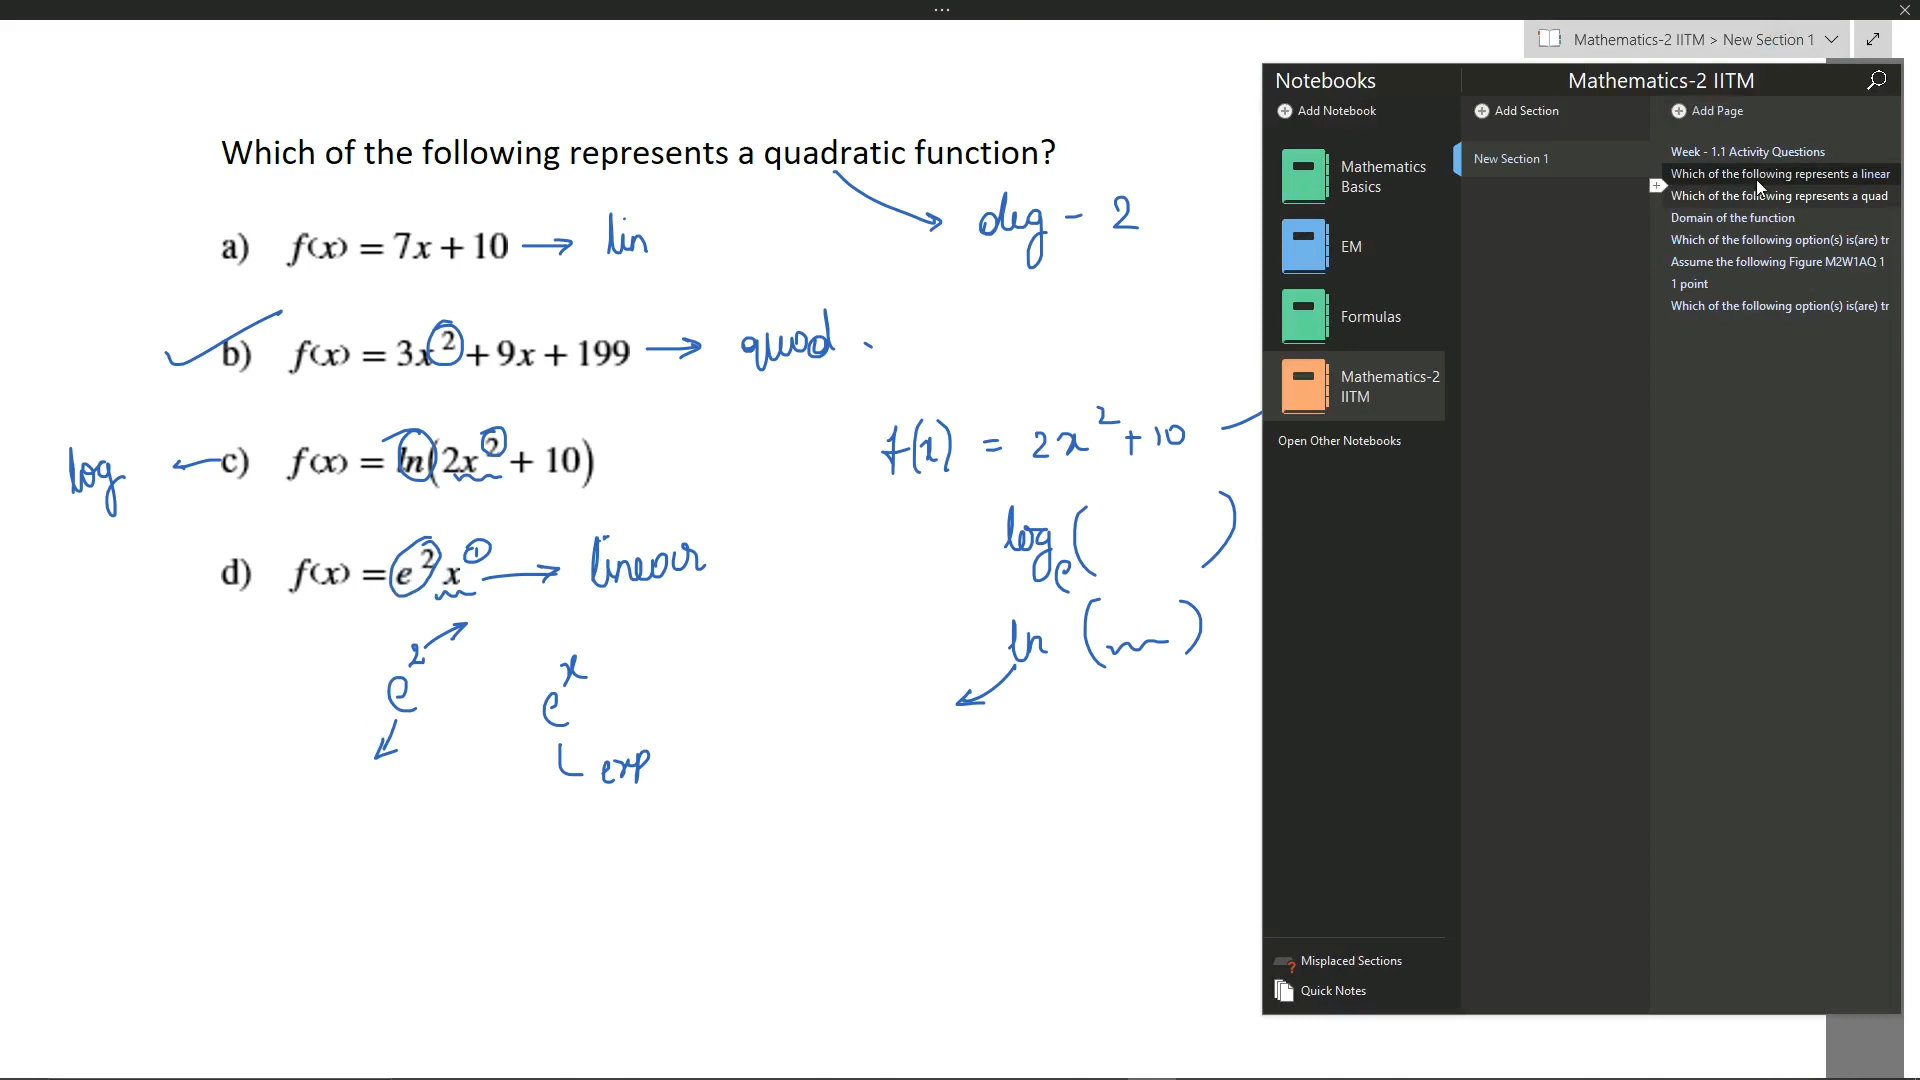 Mathematics-2 IITM > New Section 1
Notebooks
Mathematics-2 IITM
Add Notebook
Add Section
Add Page
Mathematics
Basics
EM
Formulas
Mathematics-2
IITM
Open Other Notebooks
Misplaced Sections
Quick Notes
New Section 1
Week - 1.1 Activity Questions
Which of the following represents a linear
Which of the following represents a quad
Domain of the function
Which of the following option(s) is(are) tr
Assume the following Figure M2W1AQ 1
1 point
Which of the following option(s) is(are) tr
Which of the following represents a quadratic function?
deg - 2
a) f(x) = 7x + 10 → lin
b) f(x) = 3x² + 9x + 199 → quad.
f(x) = 2x² + 10
log ← c) f(x) = ln(2x² + 10)
logₑ( )
d) f(x) = e²x① → linear
ln ( )
e²
eˣ
exp